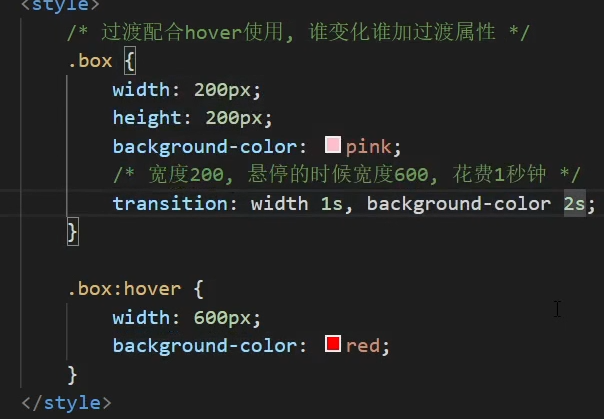 <style>
/* 过渡配合hover使用, 谁变化谁加过渡属性 */
.box {
width: 200px;
height: 200px;
background-color: pink;
/* 宽度200, 悬停的时候宽度600, 花费1秒钟 */
transition: width 1s, background-color 2s;
}
.box:hover {
width: 600px;
background-color: red;
}
</style>